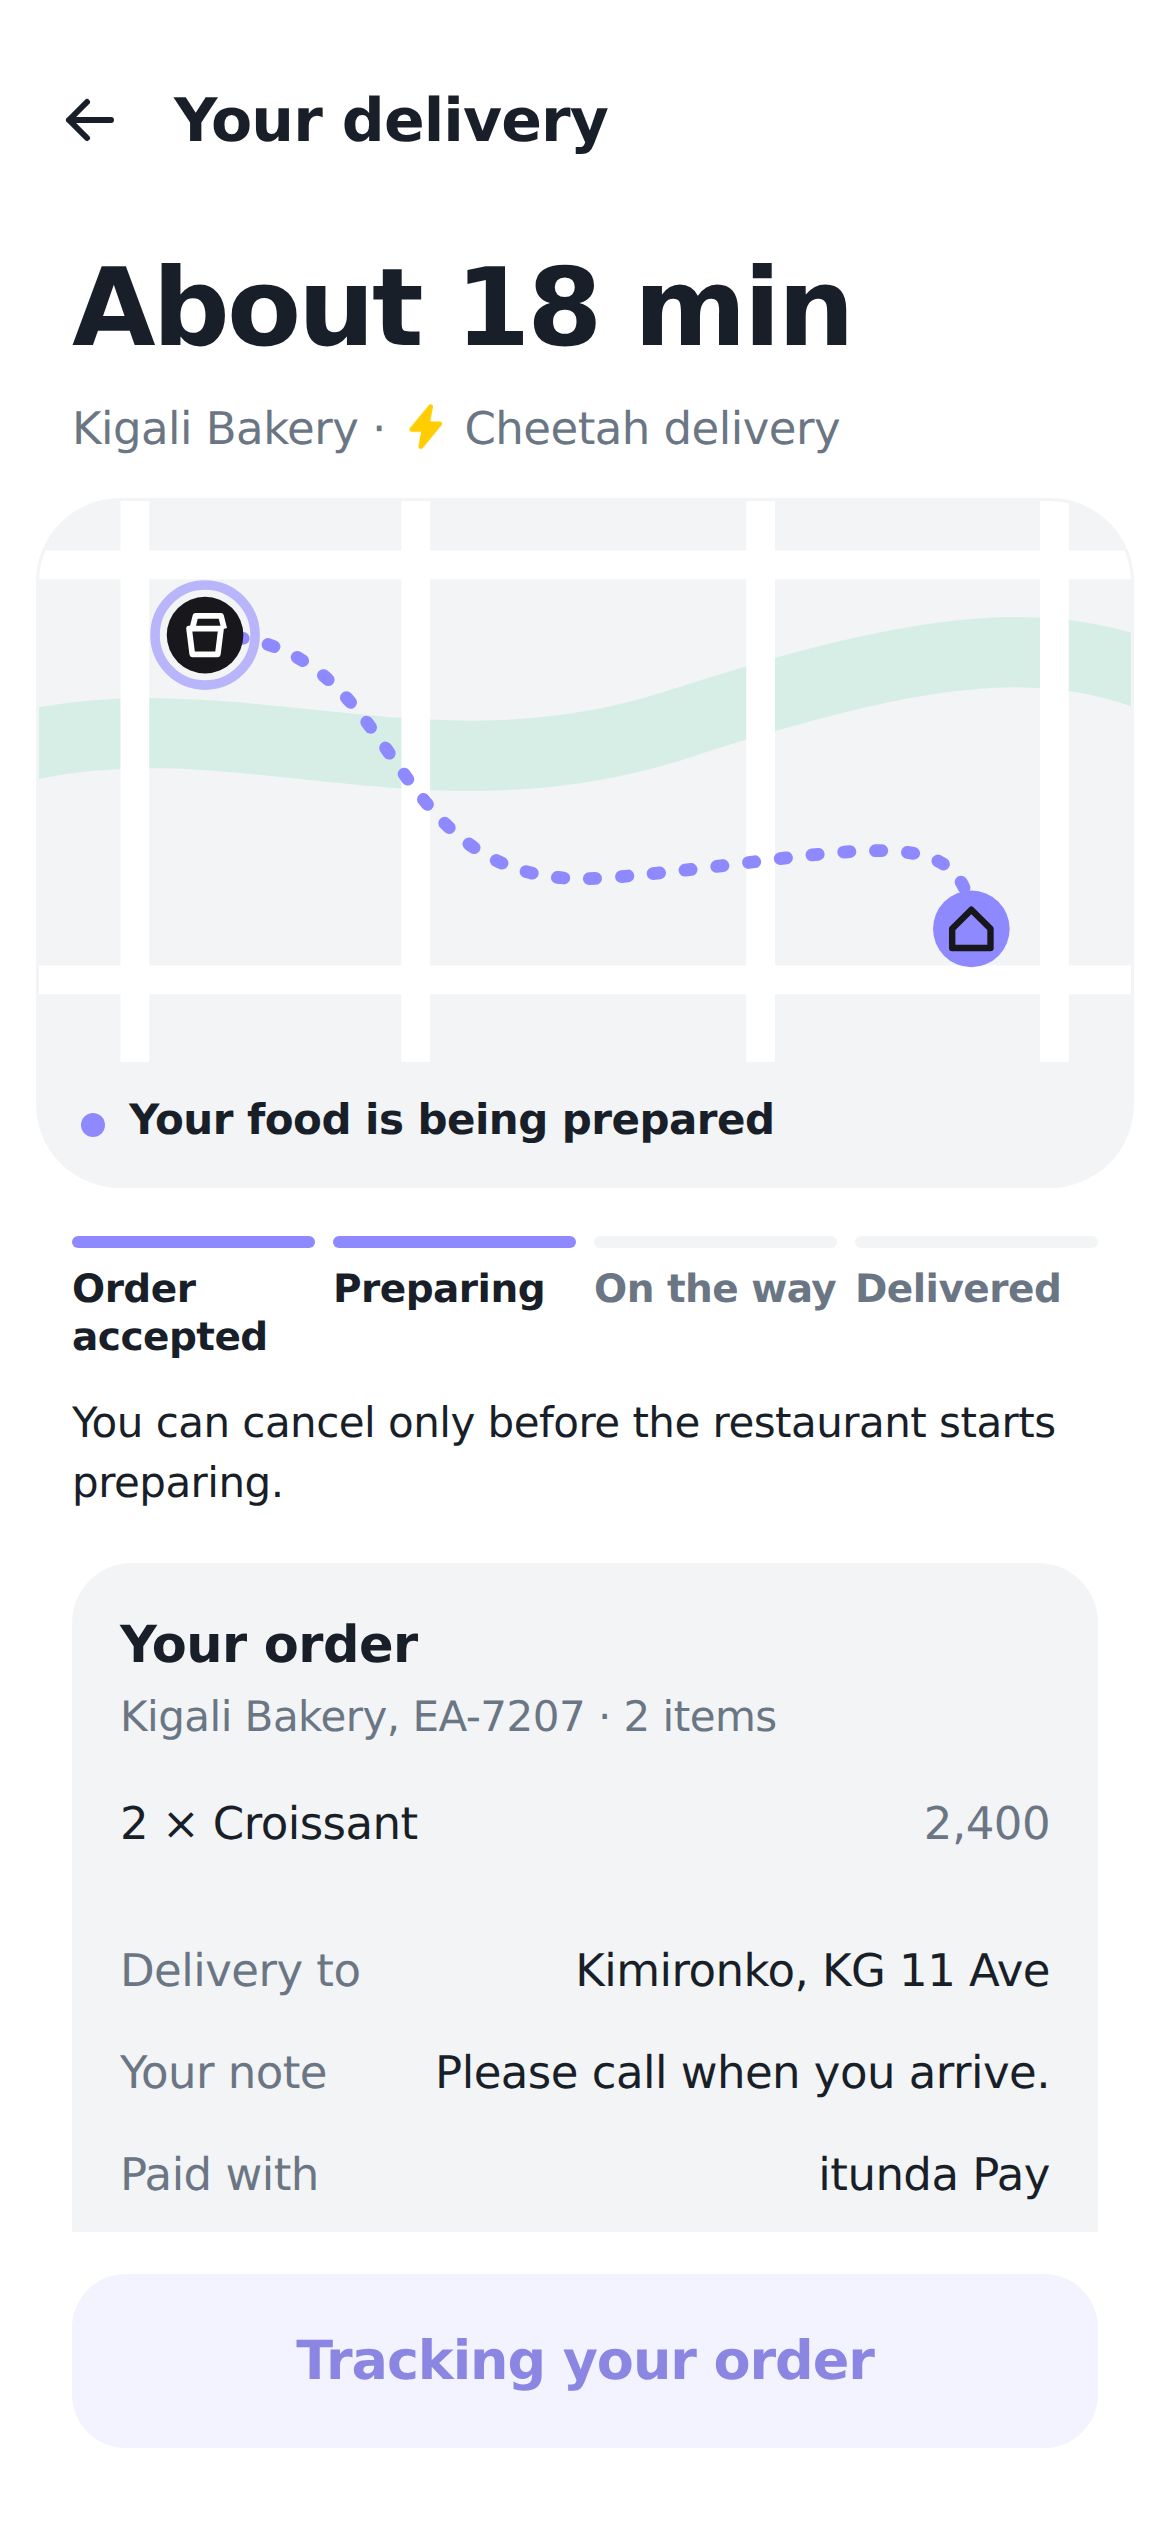 Your delivery
About 18 min
Kigali Bakery · Cheetah delivery
Your food is being prepared
Order accepted
Preparing
On the way
Delivered
You can cancel only before the restaurant starts
preparing.
Your order
Kigali Bakery, EA-7207 · 2 items
2 × Croissant 2,400
Delivery to Kimironko, KG 11 Ave
Your note Please call when you arrive.
Paid with itunda Pay
Tracking your order